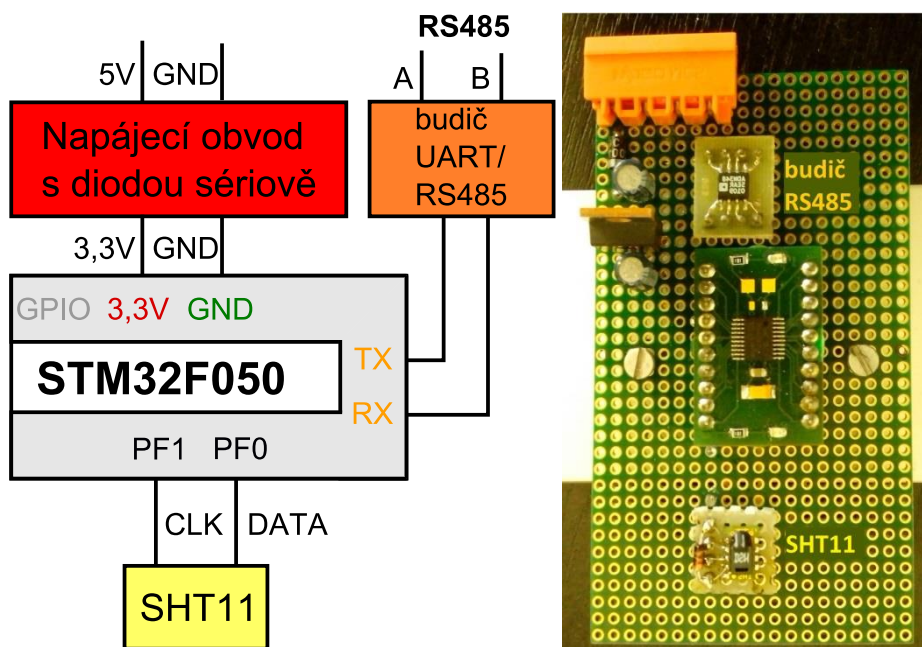 RS485
5V GND
A B
Napájecí obvod
s diodou sériově
budič
UART/
RS485
3,3V GND
GPIO 3,3V GND
STM32F050
TX
RX
PF1 PF0
CLK DATA
SHT11
budič
RS485
SHT11